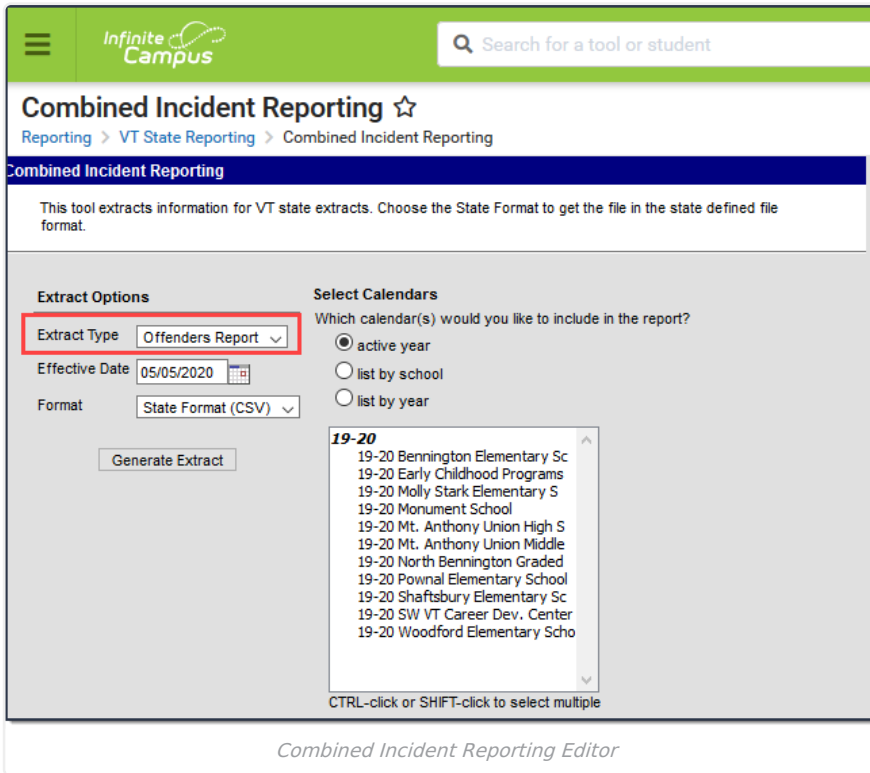 Infinite
Campus
Search for a tool or student
Combined Incident Reporting
Reporting > VT State Reporting > Combined Incident Reporting
Combined Incident Reporting
This tool extracts information for VT state extracts. Choose the State Format to get the file in the state defined file
format.
Extract Options
Extract Type Offenders Report
Effective Date 05/05/2020
Format State Format (CSV)
Generate Extract
Select Calendars
Which calendar(s) would you like to include in the report?
active year
list by school
list by year
19-20
19-20 Bennington Elementary Sc
19-20 Early Childhood Programs
19-20 Molly Stark Elementary S
19-20 Monument School
19-20 Mt. Anthony Union High S
19-20 Mt. Anthony Union Middle
19-20 North Bennington Graded
19-20 Pownal Elementary School
19-20 Shaftsbury Elementary Sc
19-20 SW VT Career Dev. Center
19-20 Woodford Elementary Scho
CTRL-click or SHIFT-click to select multiple
Combined Incident Reporting Editor